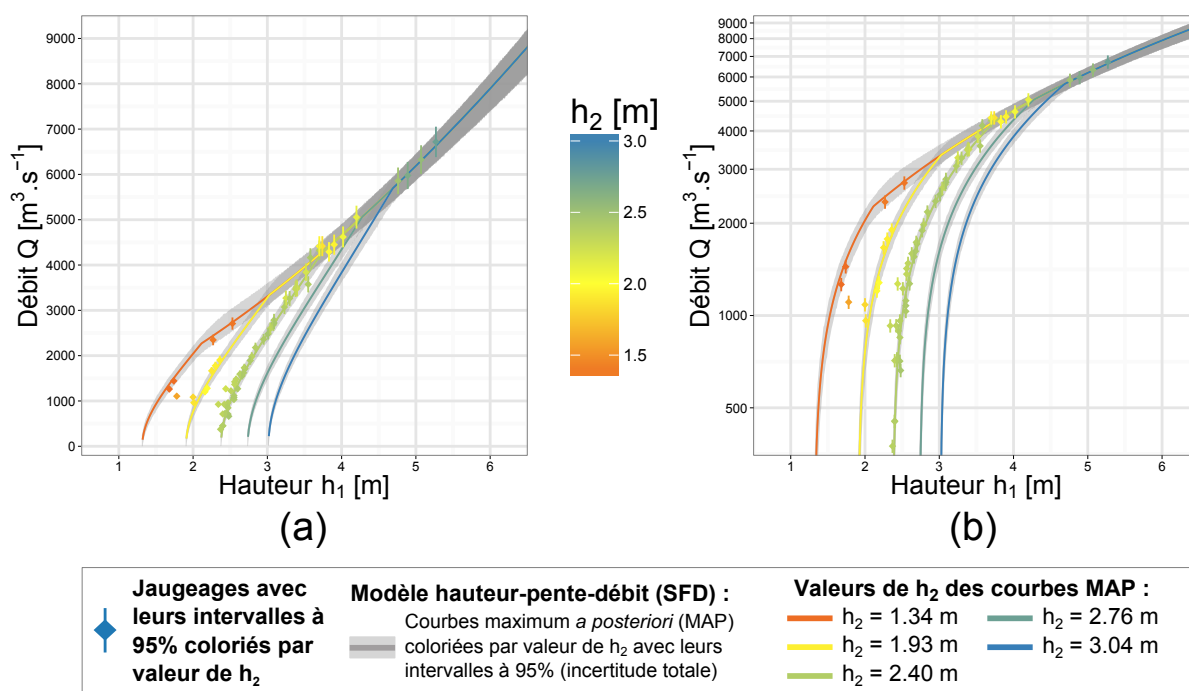 9000
8000
7000
6000
5000
4000
3000
2000
1000
0
Débit Q [m³.s⁻¹]
1 2 3 4 5 6
Hauteur h₁ [m]
(a)
h₂ [m]
3.0
2.5
2.0
1.5
9000
8000
7000
6000
5000
4000
3000
2000
1000
500
Débit Q [m³.s⁻¹]
1 2 3 4 5 6
Hauteur h₁ [m]
(b)
Jaugeages avec
leurs intervalles à
95% coloriés par
valeur de h₂
Modèle hauteur-pente-débit (SFD) :
Courbes maximum a posteriori (MAP)
coloriées par valeur de h₂ avec leurs
intervalles à 95% (incertitude totale)
Valeurs de h₂ des courbes MAP :
h₂ = 1.34 m
h₂ = 1.93 m
h₂ = 2.40 m
h₂ = 2.76 m
h₂ = 3.04 m